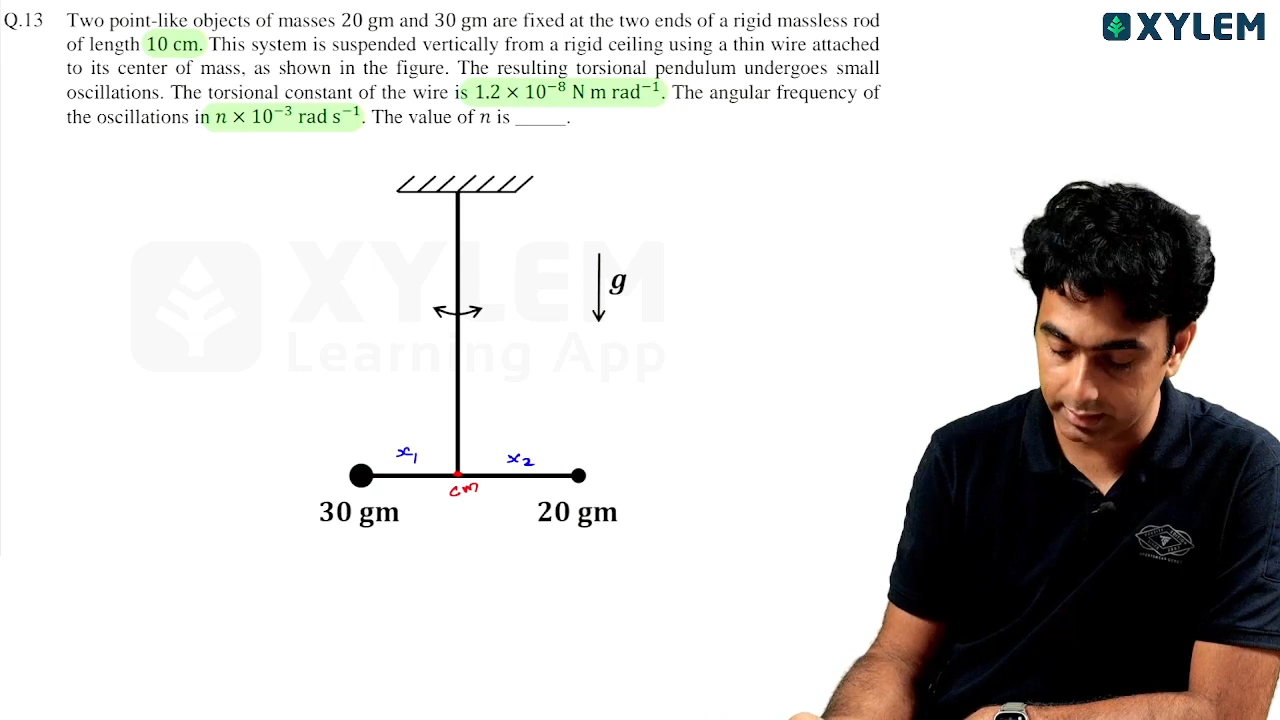 Q.13 Two point-like objects of masses 20 gm and 30 gm are fixed at the two ends of a rigid massless rod
of length 10 cm. This system is suspended vertically from a rigid ceiling using a thin wire attached
to its center of mass, as shown in the figure. The resulting torsional pendulum undergoes small
oscillations. The torsional constant of the wire is 1.2 × 10⁻⁸ N m rad⁻¹. The angular frequency of
the oscillations in n × 10⁻³ rad s⁻¹. The value of n is _____.
XYLEM
XYLEM
Learning App
g
x₁
x₂
cm
30 gm
20 gm